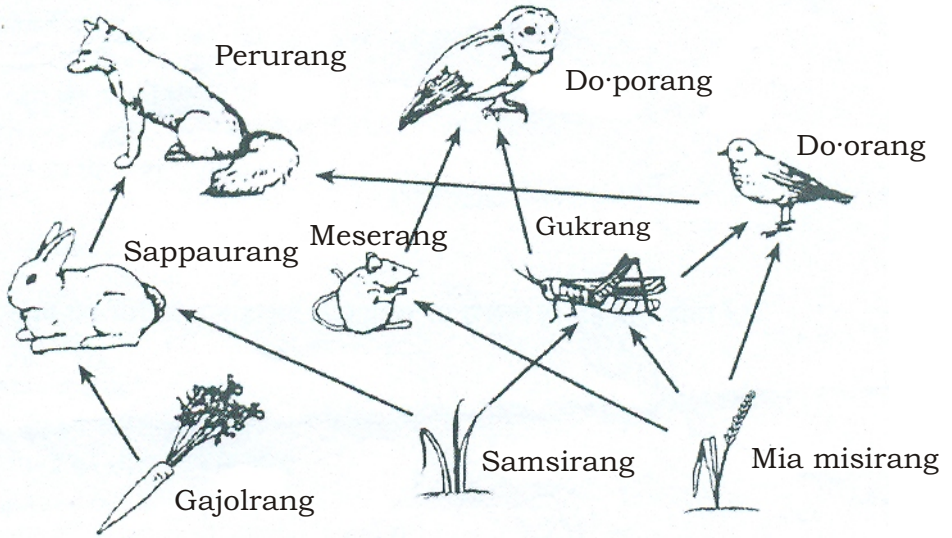 Perurang
Do·porang
Do·orang
Sappaurang
Meserang
Gukrang
Gajolrang
Samsirang
Mia misirang